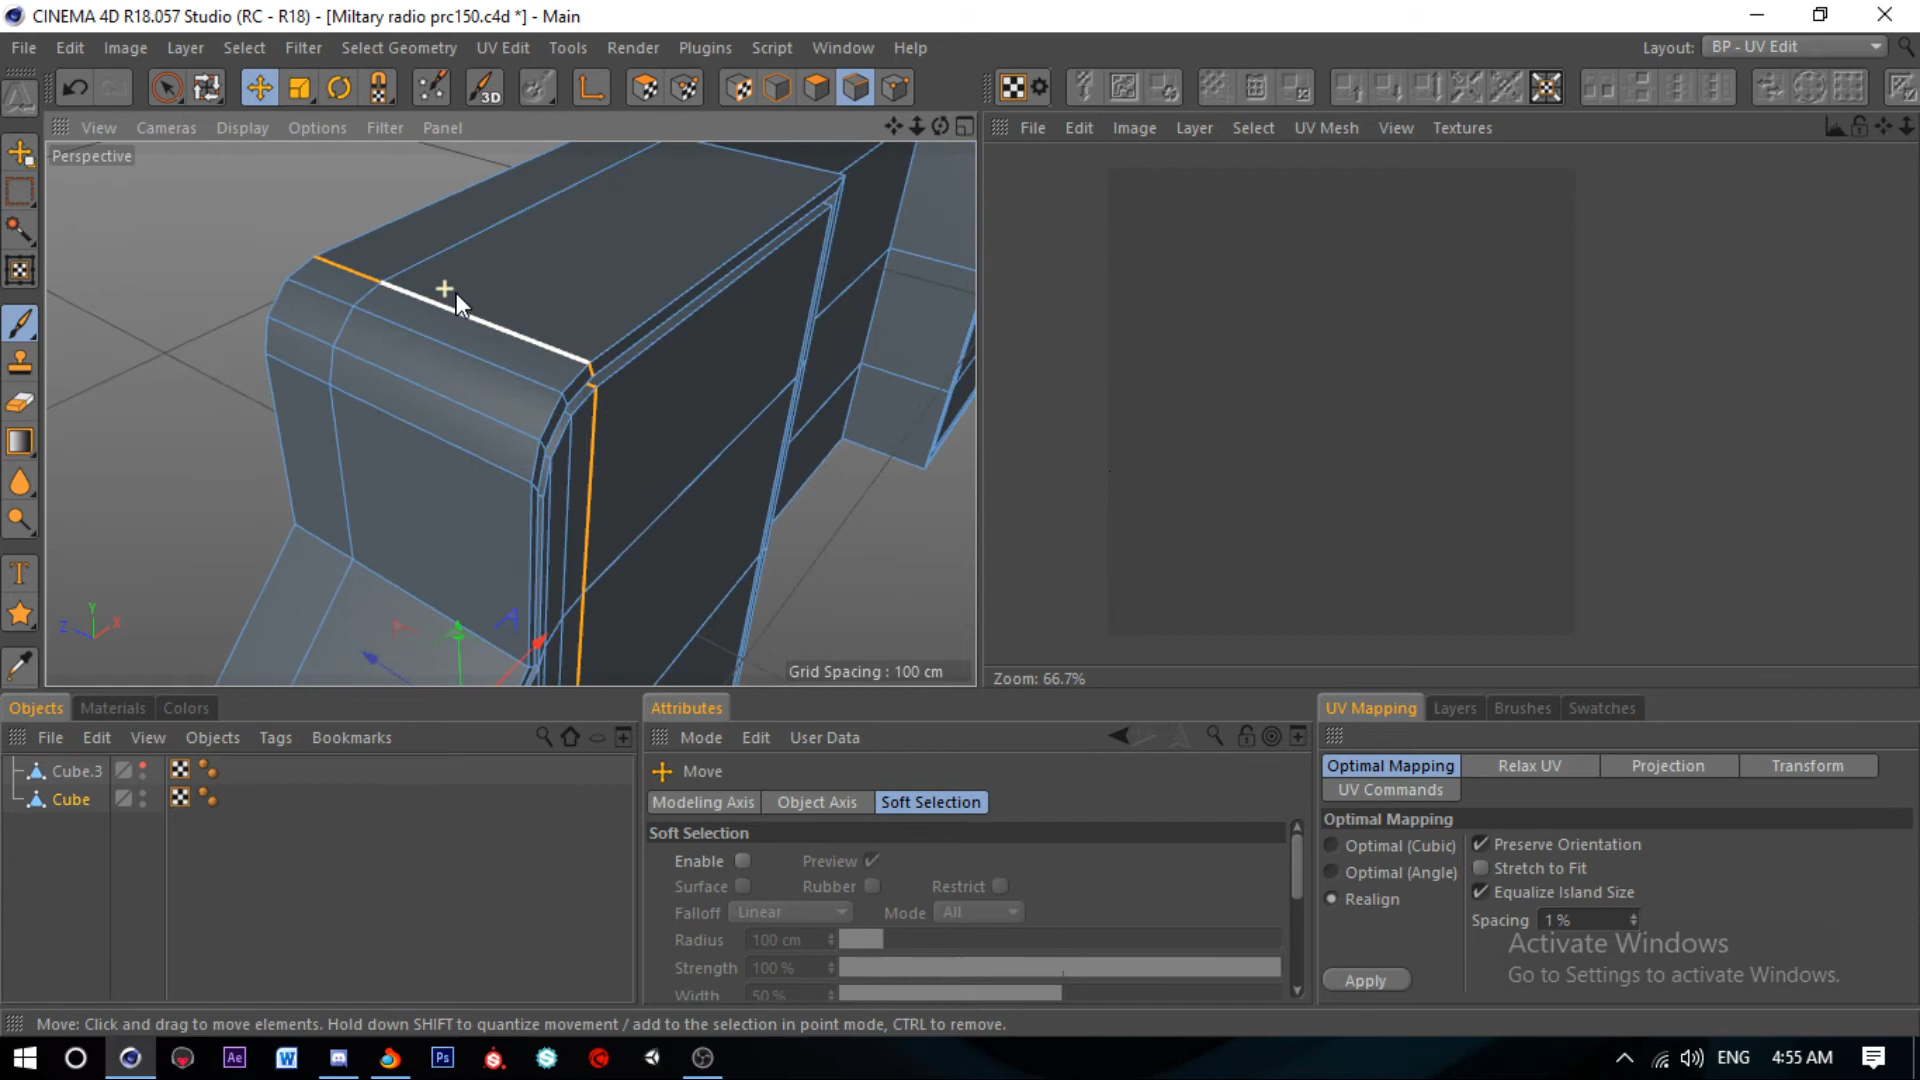 CINEMA 4D R18.057 Studio (RC - R18) - [Miltary radio prc150.c4d *] - Main
File Edit Image Layer Select Filter Select Geometry UV Edit Tools Render Plugins Script Window Help Layout: BP - UV Edit
3D
View Cameras Display Options Filter Panel
File Edit Image Layer Select UV Mesh View Textures
Perspective
Y
Z X
Grid Spacing : 100 cm
Zoom: 66.7%
Objects Materials Colors
File Edit View Objects Tags Bookmarks
Cube.3
Cube
Attributes
Mode Edit User Data
Move
Modeling Axis Object Axis Soft Selection
Soft Selection
Enable Preview
Surface Rubber Restrict
Falloff Linear Mode All
Radius 100 cm
Strength 100 %
Width 50 %
UV Mapping Layers Brushes Swatches
Optimal Mapping Relax UV Projection Transform
UV Commands
Optimal Mapping
Optimal (Cubic) Preserve Orientation
Optimal (Angle) Stretch to Fit
Realign Equalize Island Size
Spacing 1 %
Apply
Activate Windows
Go to Settings to activate Windows.
Move: Click and drag to move elements. Hold down SHIFT to quantize movement / add to the selection in point mode, CTRL to remove.
Ae W Ps ENG 4:55 AM